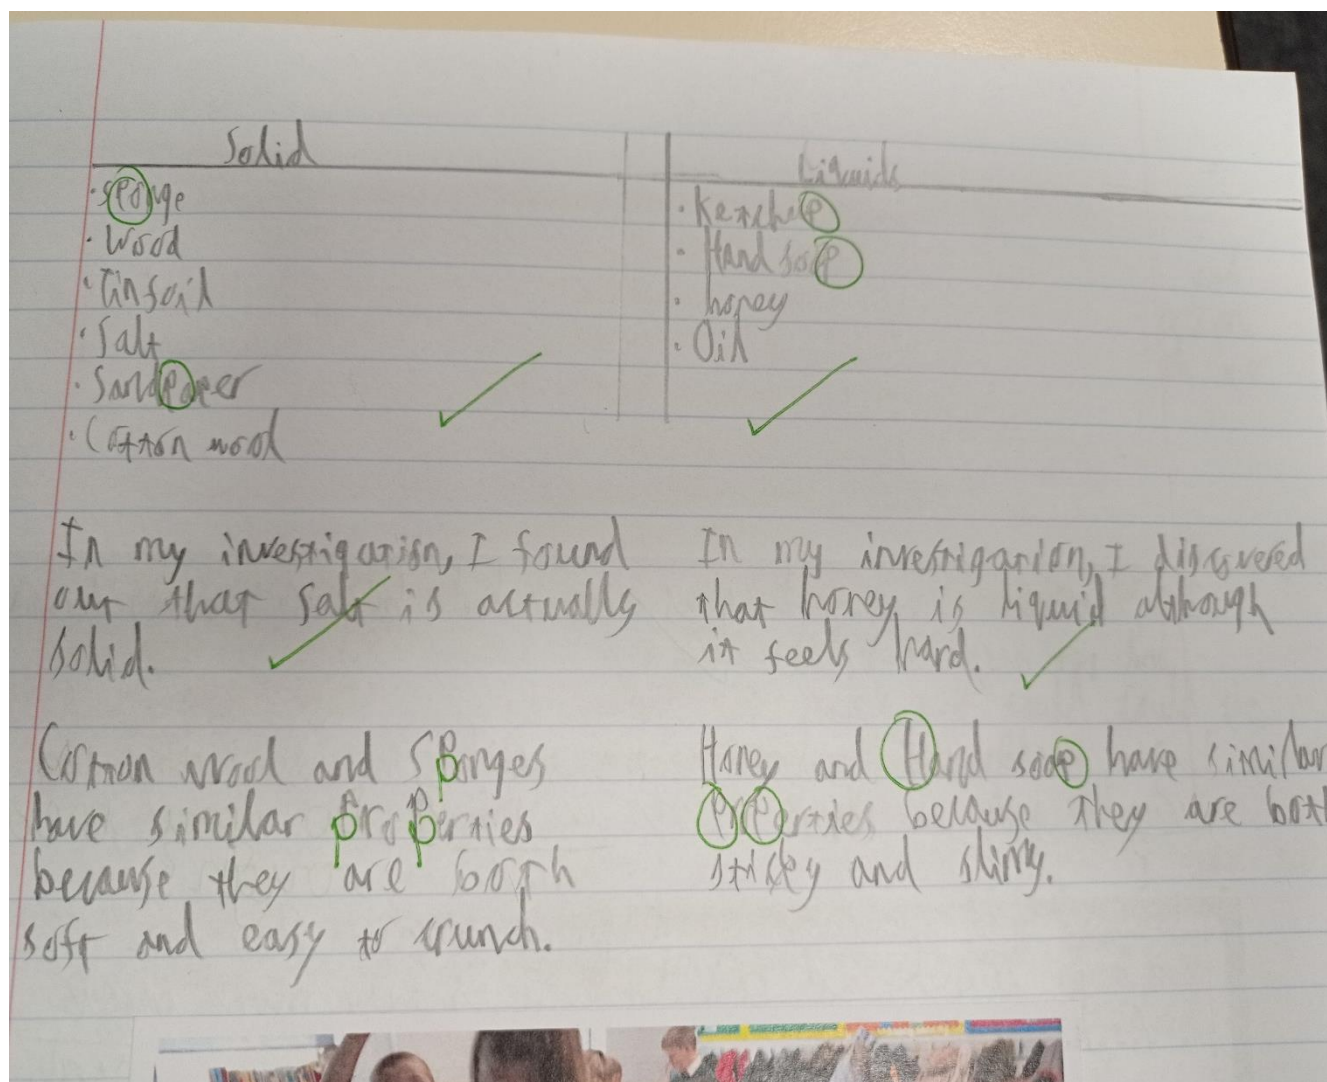 Solid
Liquids
· sponge
· Wood
· Tinfoil
· Salt
· Sandpaper
· Cotton wool
· Ketchup
· Hand soap
· honey
· Oil
In my investigation, I found
out that salt is actually
solid.
In my investigation, I discovered
that honey is liquid although
it feels hard.
Cotton wool and Sponges
have similar properties
because they are both
soft and easy to crunch.
Honey and Hand soap have similar
Properties because they are both
sticky and slimy.